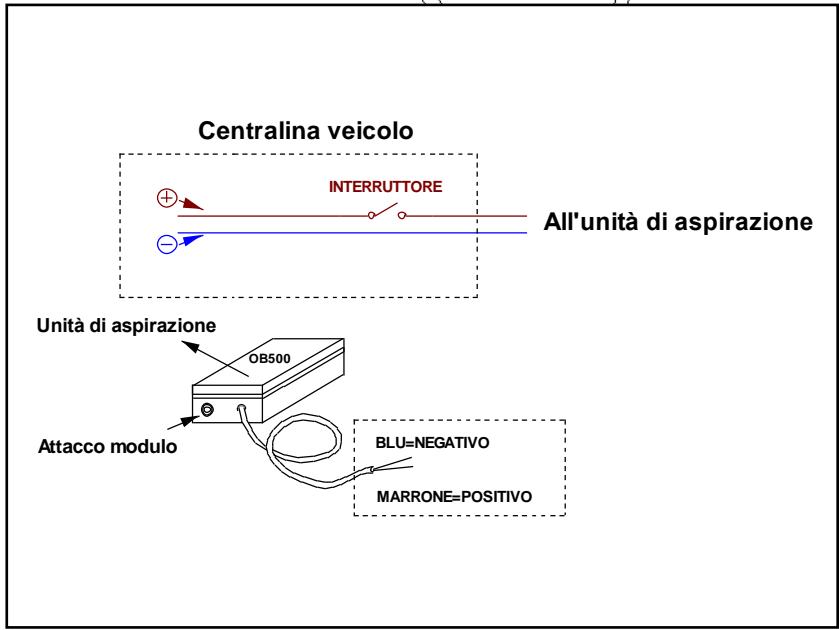 Centralina veicolo
+
INTERRUTTORE
All'unità di aspirazione
−
Unità di aspirazione
OB500
Attacco modulo
BLU=NEGATIVO
MARRONE=POSITIVO